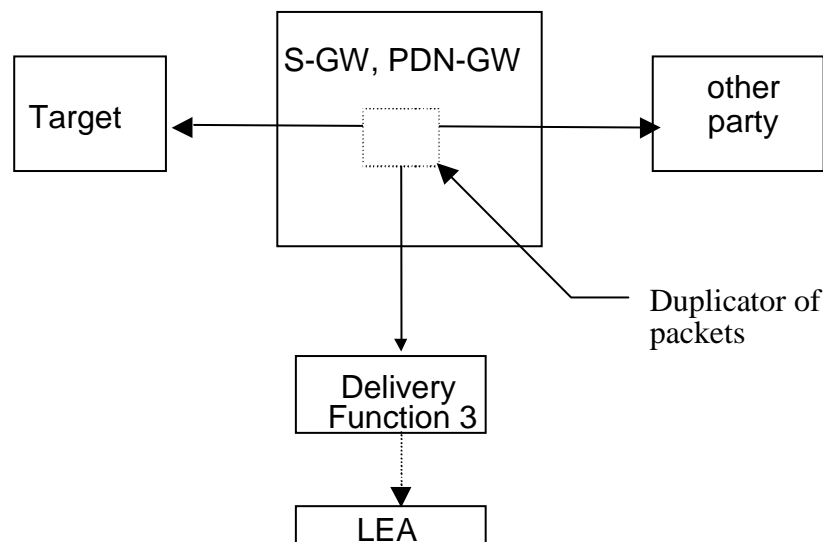 S-GW, PDN-GW
Target
other
party
Duplicator of
packets
Delivery
Function 3
LEA